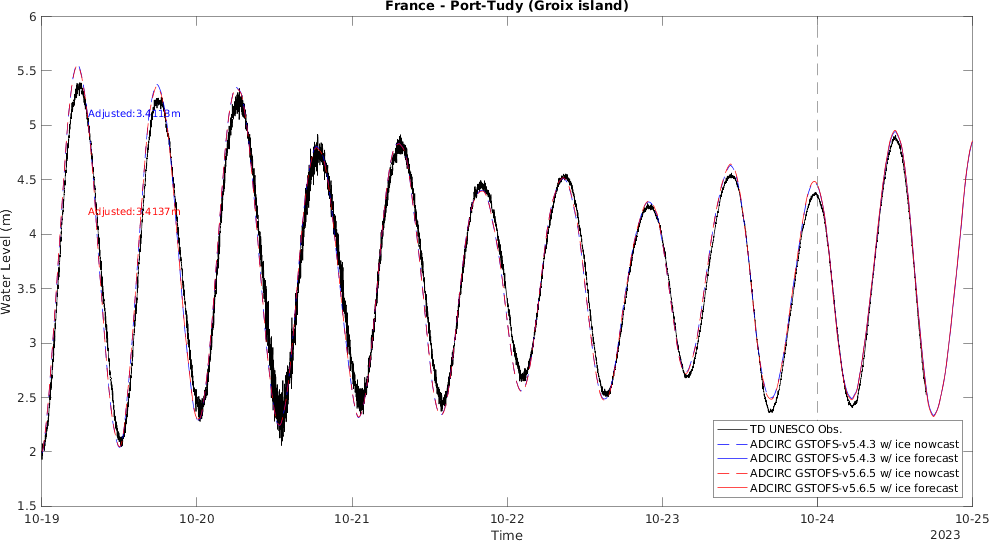 France - Port-Tudy (Groix island)
6
5.5
5
4.5
4
3.5
3
2.5
2
1.5
Water Level (m)
Adjusted:3.4118m
Adjusted:3.4137m
TD UNESCO Obs.
ADCIRC GSTOFS-v5.4.3 w/ ice nowcast
ADCIRC GSTOFS-v5.4.3 w/ ice forecast
ADCIRC GSTOFS-v5.6.5 w/ ice nowcast
ADCIRC GSTOFS-v5.6.5 w/ ice forecast
10-19 10-20 10-21 10-22 10-23 10-24 10-25
Time
2023